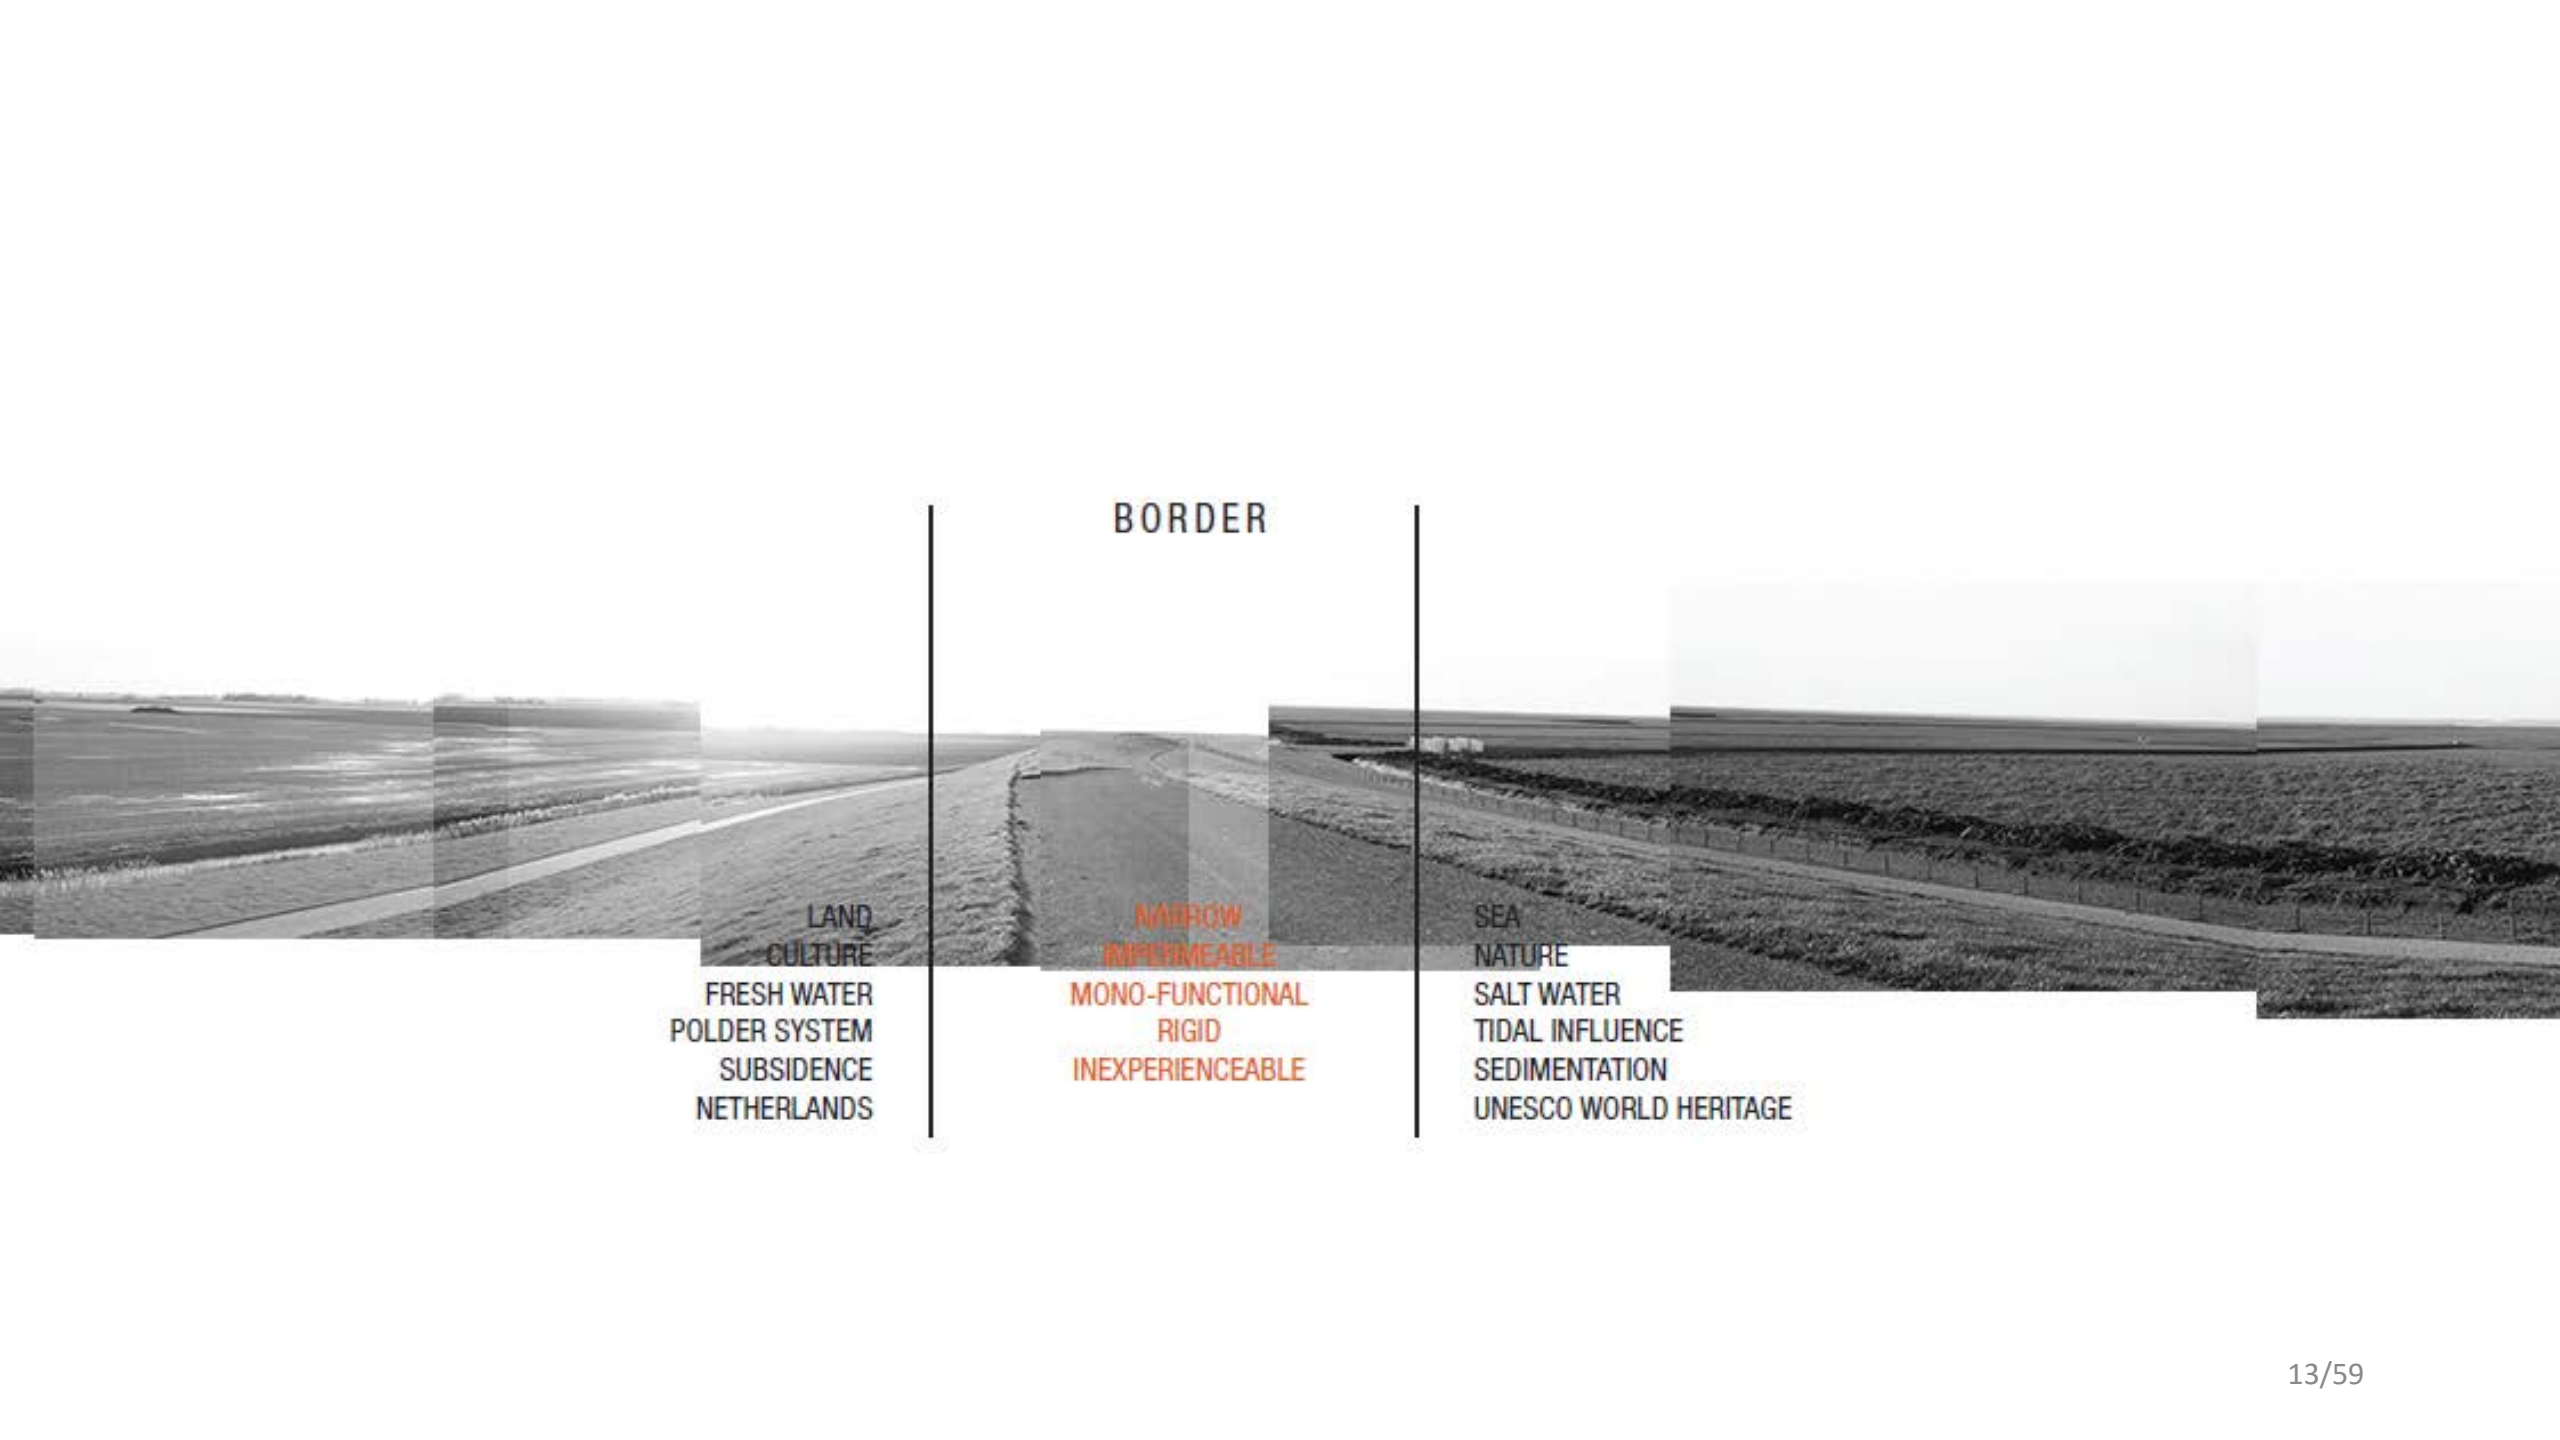 BORDER
LAND
CULTURE
FRESH WATER
POLDER SYSTEM
SUBSIDENCE
NETHERLANDS
NARROW
IMPERMEABLE
MONO-FUNCTIONAL
RIGID
INEXPERIENCEABLE
SEA
NATURE
SALT WATER
TIDAL INFLUENCE
SEDIMENTATION
UNESCO WORLD HERITAGE
13/59